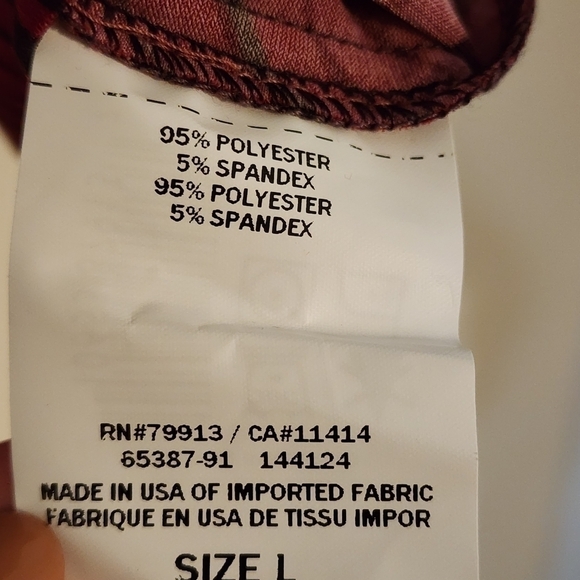 95% POLYESTER
5% SPANDEX
95% POLYESTER
5% SPANDEX
RN#79913 / CA#11414
65387-91 144124
MADE IN USA OF IMPORTED FABRIC
FABRIQUE EN USA DE TISSU IMPOR
SIZE L